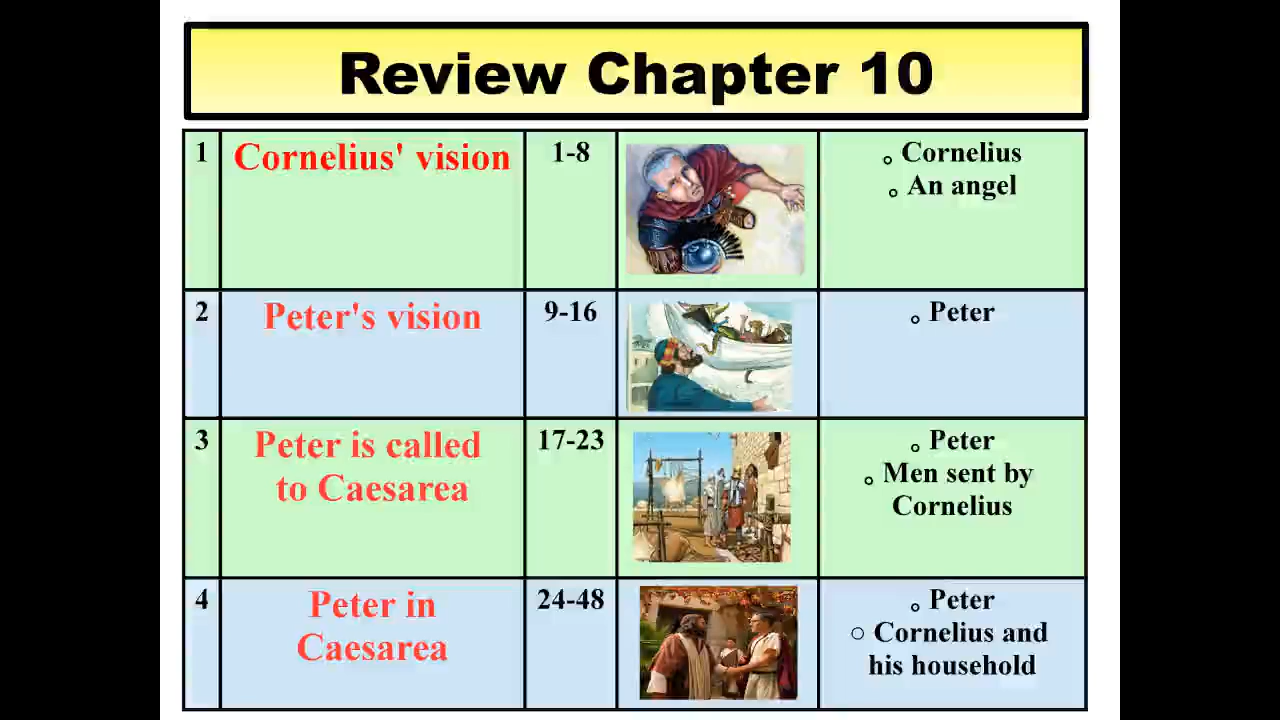 Review Chapter 10
1 Cornelius' vision 1-8 ∘ Cornelius
∘ An angel
2 Peter's vision 9-16 ∘ Peter
3 Peter is called 17-23 ∘ Peter
to Caesarea ∘ Men sent by
Cornelius
4 Peter in 24-48 ∘ Peter
Caesarea ○ Cornelius and
his household